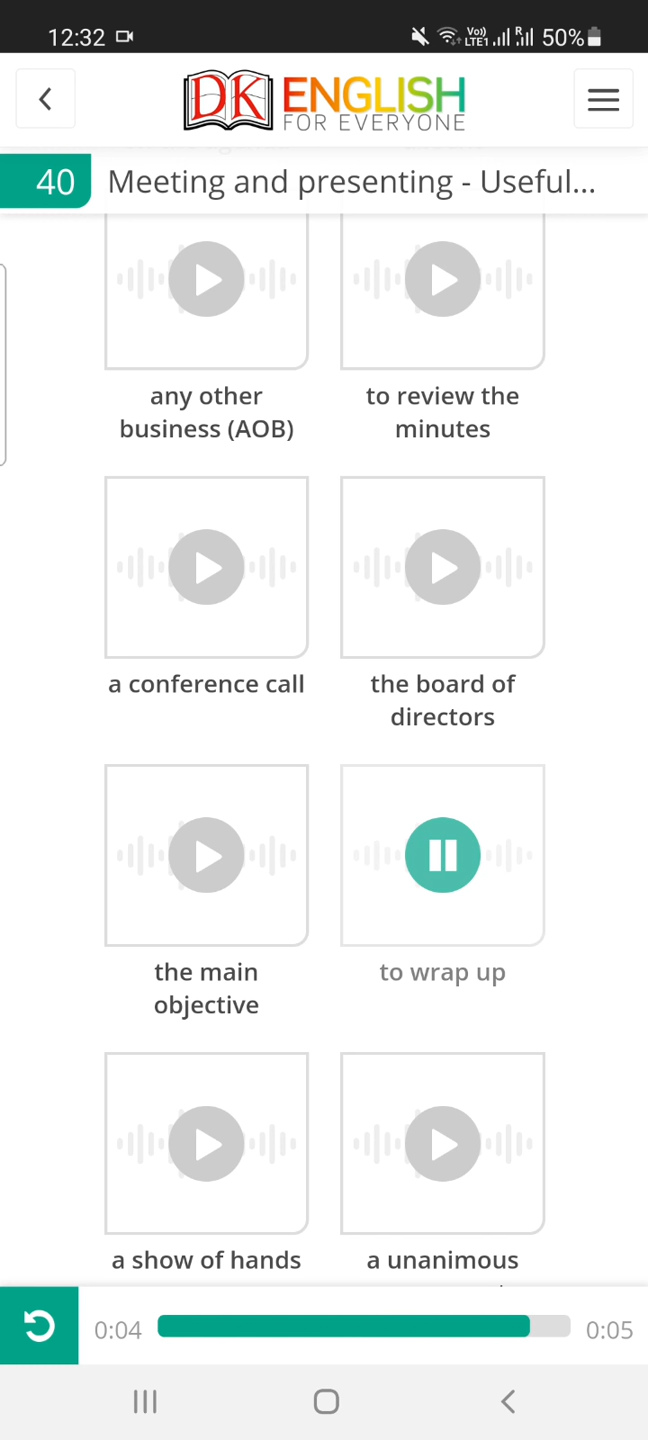 12:32
Vo)) LTE1 R 50%
DK ENGLISH
FOR EVERYONE
40 Meeting and presenting - Useful...
any other
business (AOB)
to review the
minutes
a conference call
the board of
directors
the main
objective
to wrap up
a show of hands
a unanimous
0:04
0:05